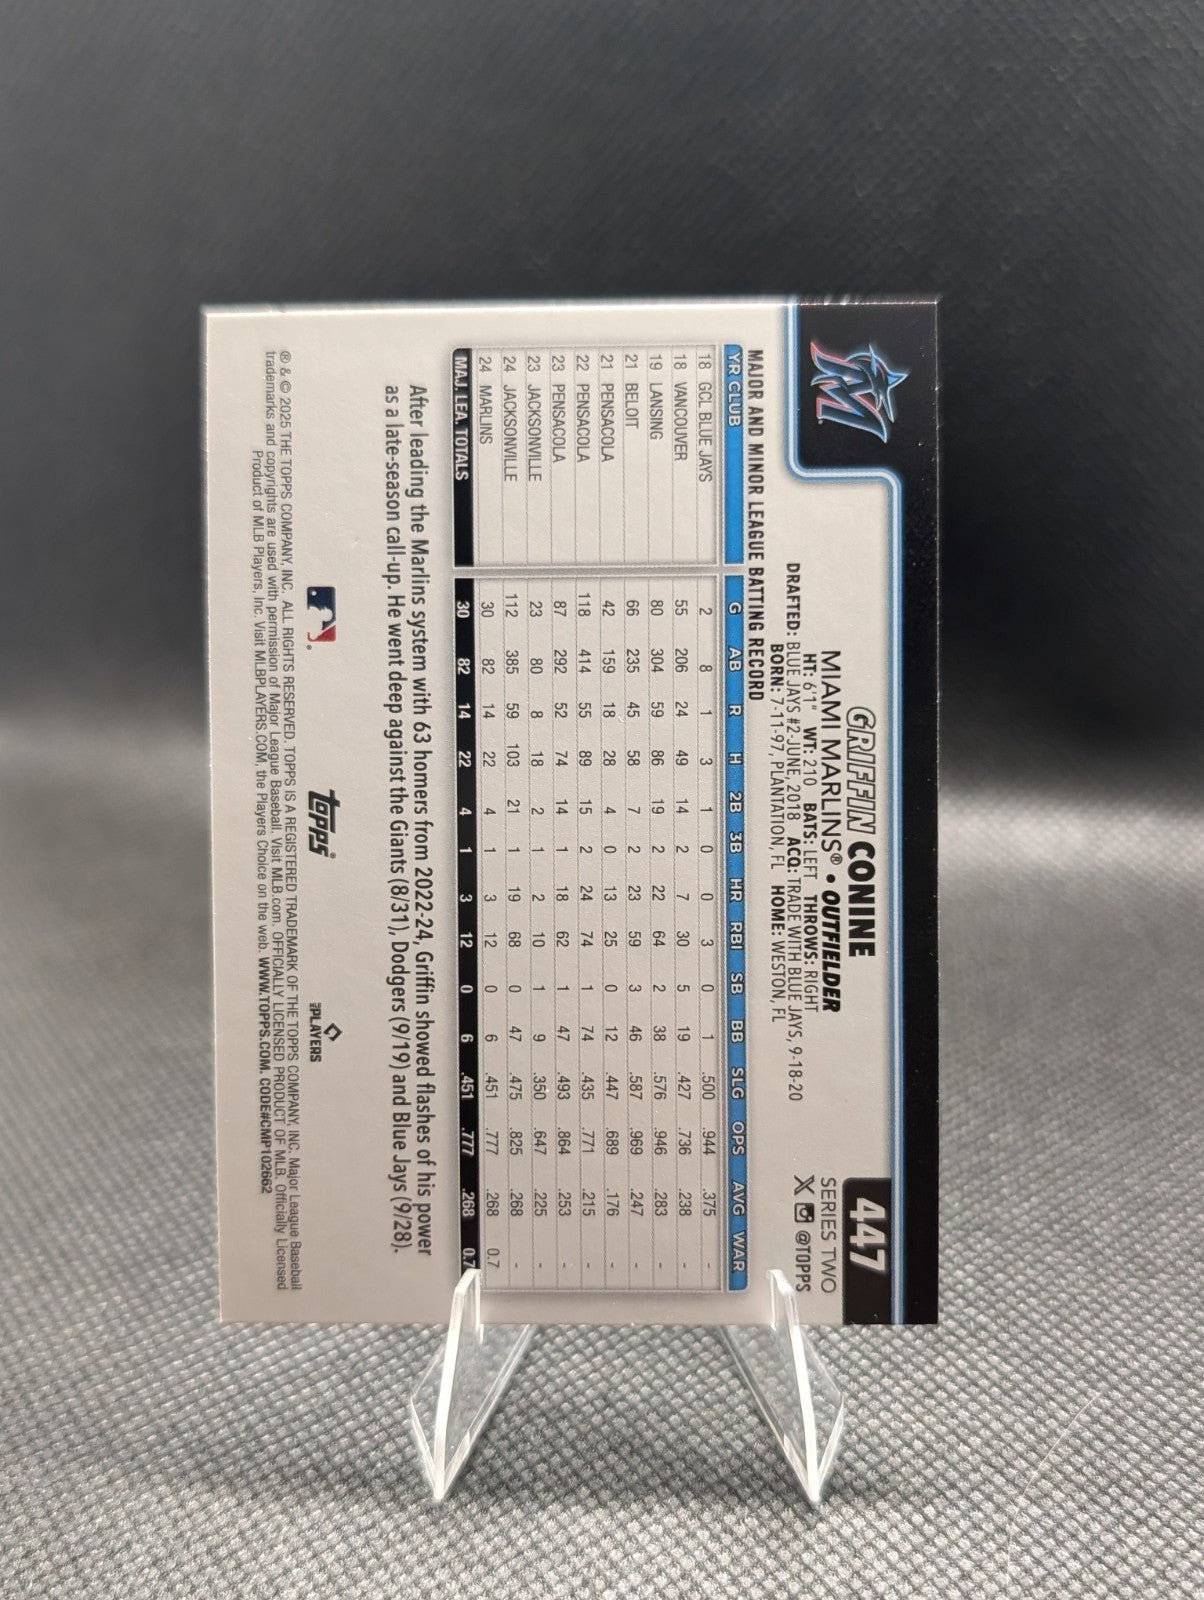 447
GRIFFIN CONINE
MIAMI MARLINS® • OUTFIELDER
SERIES TWO
HT: 6'1" WT: 210 BATS: LEFT THROWS: RIGHT
@TOPPS
DRAFTED: BLUE JAYS #2-JUNE, 2018 ACQ: TRADE WITH BLUE JAYS, 9-18-20
BORN: 7-11-97, PLANTATION, FL HOME: WESTON, FL
MAJOR AND MINOR LEAGUE BATTING RECORD
YR CLUB G AB R H 2B 3B HR RBI SB BB SLG OPS AVG WAR
18 GCL BLUE JAYS 2 8 1 3 1 0 0 3 0 1 .500 .944 .375 -
18 VANCOUVER 55 206 24 49 14 2 7 30 5 19 .427 .736 .238 -
19 LANSING 80 304 59 86 19 2 22 64 2 38 .576 .946 .283 -
21 BELOIT 66 235 45 58 7 2 23 59 3 46 .587 .969 .247 -
21 PENSACOLA 42 159 18 28 4 0 13 25 0 12 .447 .689 .176 -
22 PENSACOLA 118 414 55 89 15 2 24 74 1 74 .435 .771 .215 -
23 PENSACOLA 87 292 52 74 14 1 18 62 1 47 .493 .864 .253 -
23 JACKSONVILLE 23 80 8 18 2 1 2 10 1 9 .350 .647 .225 -
24 JACKSONVILLE 112 385 59 103 21 1 19 68 0 47 .475 .825 .268 -
24 MARLINS 30 82 14 22 4 1 3 12 0 6 .451 .777 .268 0.7
MAJ. LEA. TOTALS 30 82 14 22 4 1 3 12 0 6 .451 .777 .268 0.7
After leading the Marlins system with 63 homers from 2022-24, Griffin showed flashes of his power
as a late-season call-up. He went deep against the Giants (8/31), Dodgers (9/19) and Blue Jays (9/28).
topps®
MLB PLAYERS
® & © 2025 THE TOPPS COMPANY, INC. ALL RIGHTS RESERVED. TOPPS IS A REGISTERED TRADEMARK OF THE TOPPS COMPANY, INC. Major League Baseball
trademarks and copyrights are used with permission of Major League Baseball. Visit MLB.com. OFFICIALLY LICENSED PRODUCT OF MLB. Officially Licensed
Product of MLB Players, Inc. Visit MLBPLAYERS.COM, the Players Choice on the web. WWW.TOPPS.COM. CODE#CMP102662